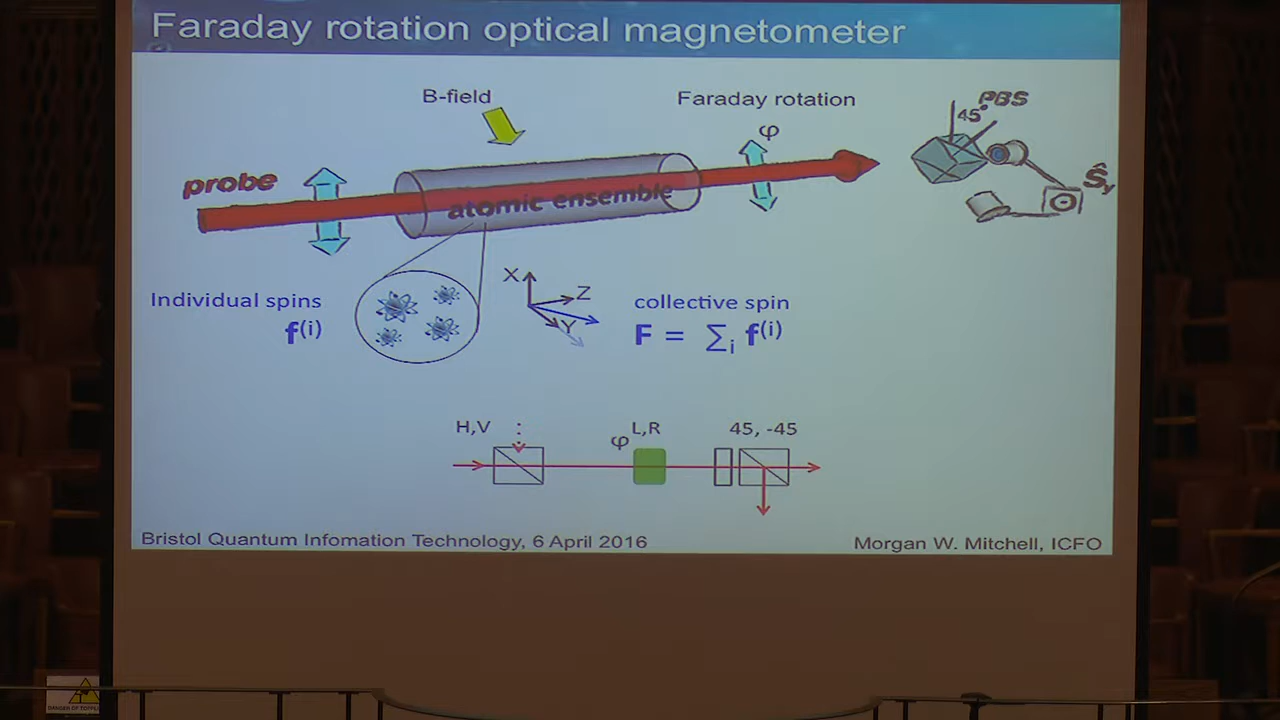 Faraday rotation optical magnetometer
B-field
Faraday rotation
φ
PBS
45°
probe
atomic ensemble
Ŝy
Individual spins
f(i)
X
Z
Y
collective spin
F = ∑i f(i)
H,V
:
φ
L,R
45, -45
Bristol Quantum Infomation Technology, 6 April 2016
Morgan W. Mitchell, ICFO